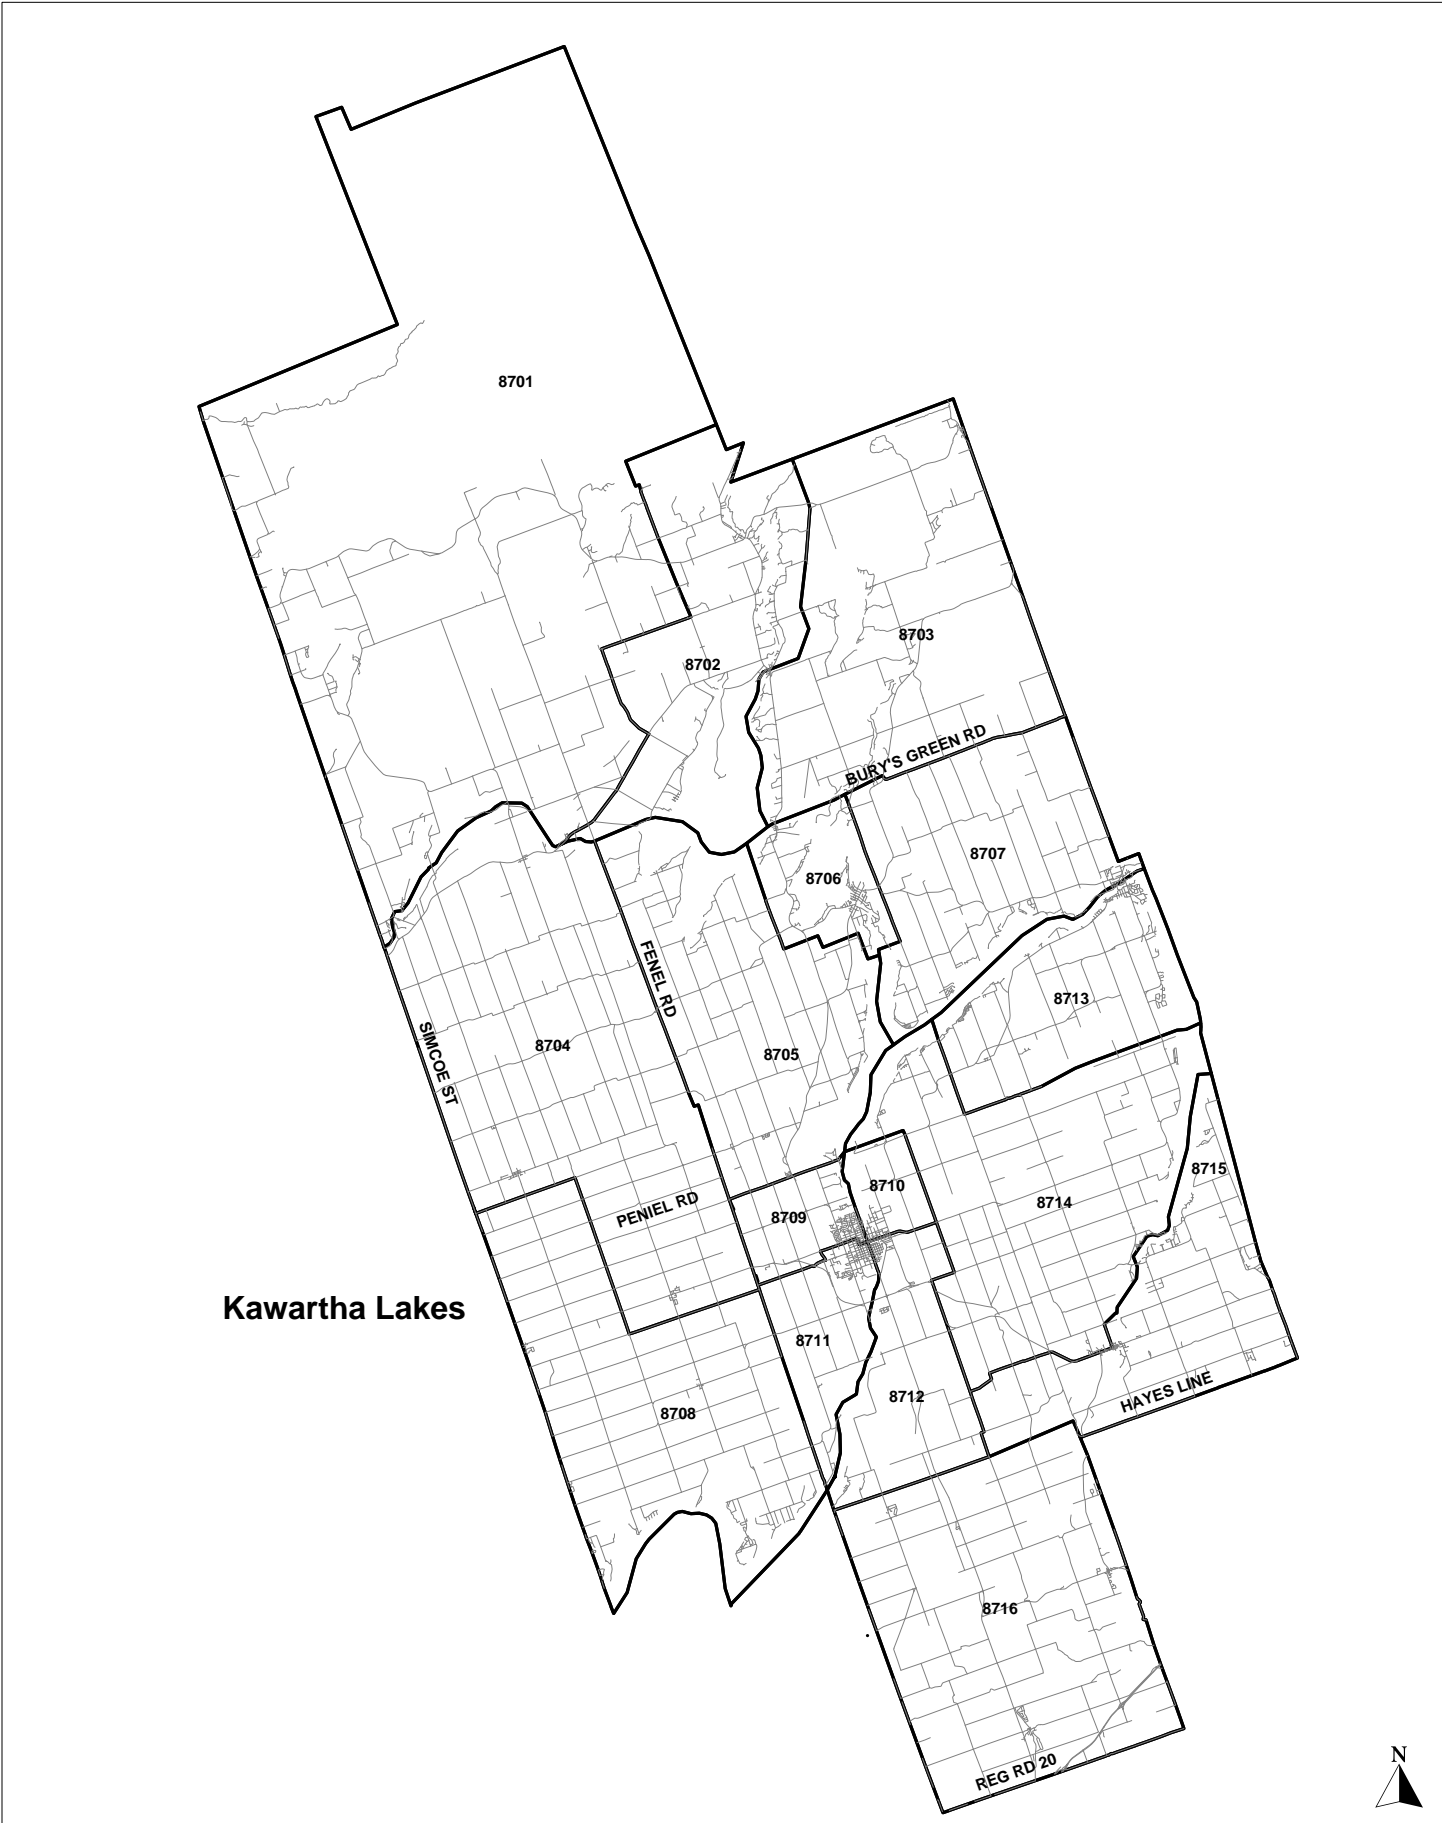 8701
8703
8702
BURY'S GREEN RD
8707
8706
FENEL RD
8713
8704
8705
SIMCOE ST
8715
8710
8714
PENIEL RD
8709
Kawartha Lakes
8711
HAYES LINE
8712
8708
8716
N
REG RD 20